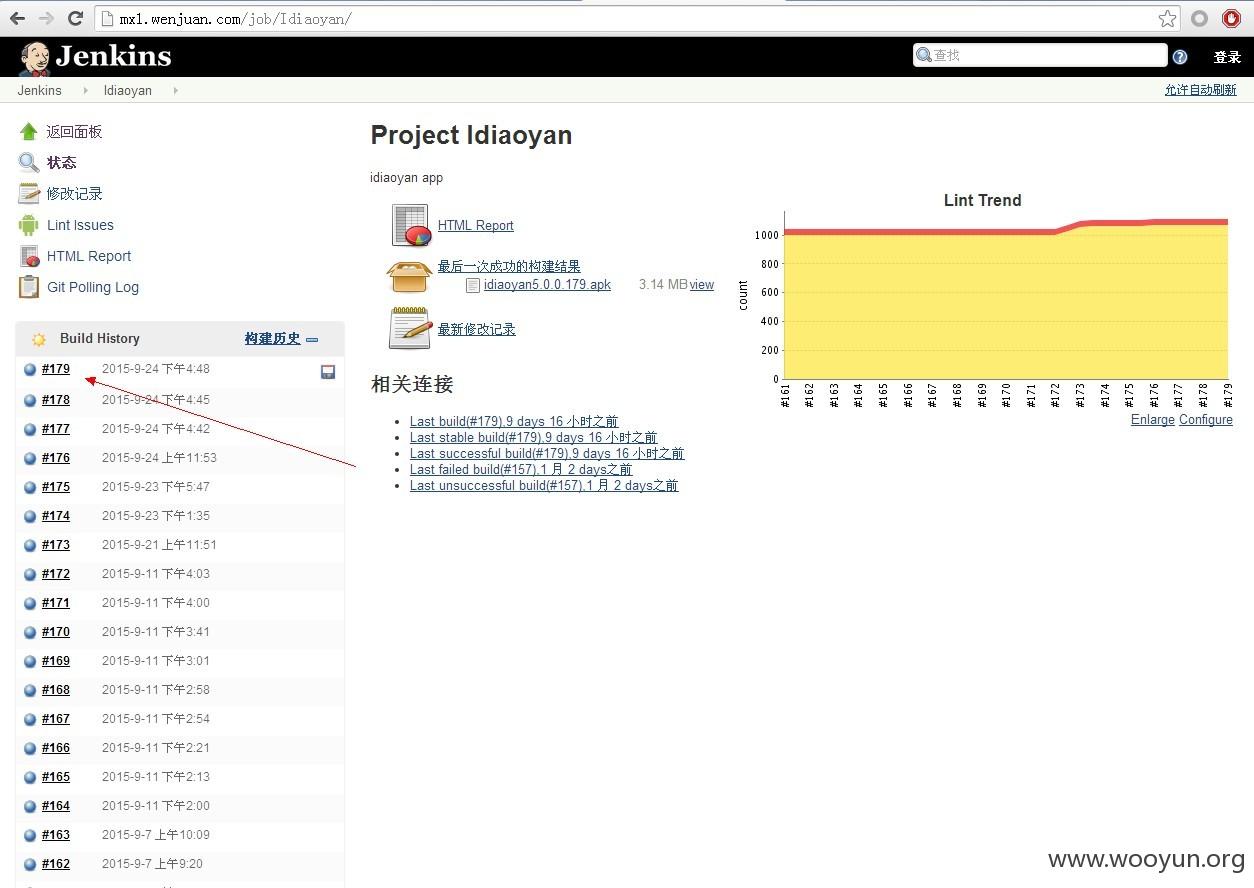 mx1.wenjuan.com/job/Idiaoyan/
Jenkins
查找
登录
Jenkins
Idiaoyan
允许自动刷新
返回面板
状态
修改记录
Lint Issues
HTML Report
Git Polling Log
Build History 构建历史
#179 2015-9-24 下午4:48
#178 2015-9-24 下午4:45
#177 2015-9-24 下午4:42
#176 2015-9-24 上午11:53
#175 2015-9-23 下午5:47
#174 2015-9-23 下午1:35
#173 2015-9-21 上午11:51
#172 2015-9-11 下午4:03
#171 2015-9-11 下午4:00
#170 2015-9-11 下午3:41
#169 2015-9-11 下午3:01
#168 2015-9-11 下午2:58
#167 2015-9-11 下午2:54
#166 2015-9-11 下午2:21
#165 2015-9-11 下午2:13
#164 2015-9-11 下午2:00
#163 2015-9-7 上午10:09
#162 2015-9-7 上午9:20
Project Idiaoyan
idiaoyan app
HTML Report
最后一次成功的构建结果
idiaoyan5.0.0.179.apk 3.14 MB view
最新修改记录
相关连接
Last build(#179),9 days 16 小时之前
Last stable build(#179),9 days 16 小时之前
Last successful build(#179),9 days 16 小时之前
Last failed build(#157),1 月 2 days之前
Last unsuccessful build(#157),1 月 2 days之前
Lint Trend
count
1000
800
600
400
200
0
#161 #162 #163 #164 #165 #166 #167 #168 #169 #170 #171 #172 #173 #174 #175 #176 #177 #178 #179
Enlarge Configure
www.wooyun.org